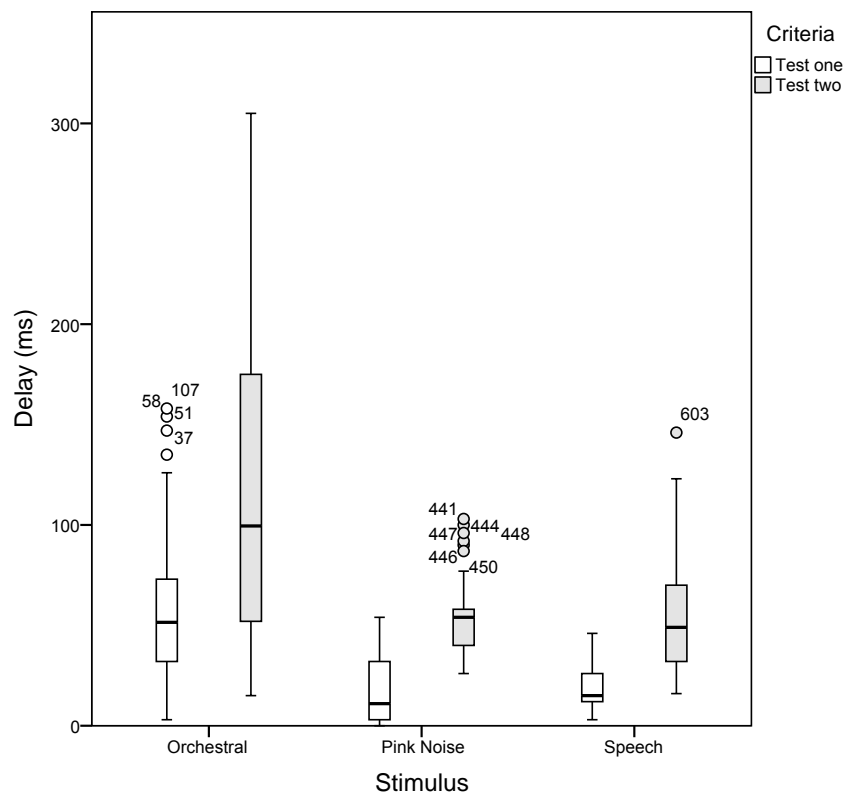 Criteria
Test one
Test two
300
200
100
0
Delay (ms)
107
58
51
37
441
444
448
447
446
450
603
Orchestral
Pink Noise
Speech
Stimulus